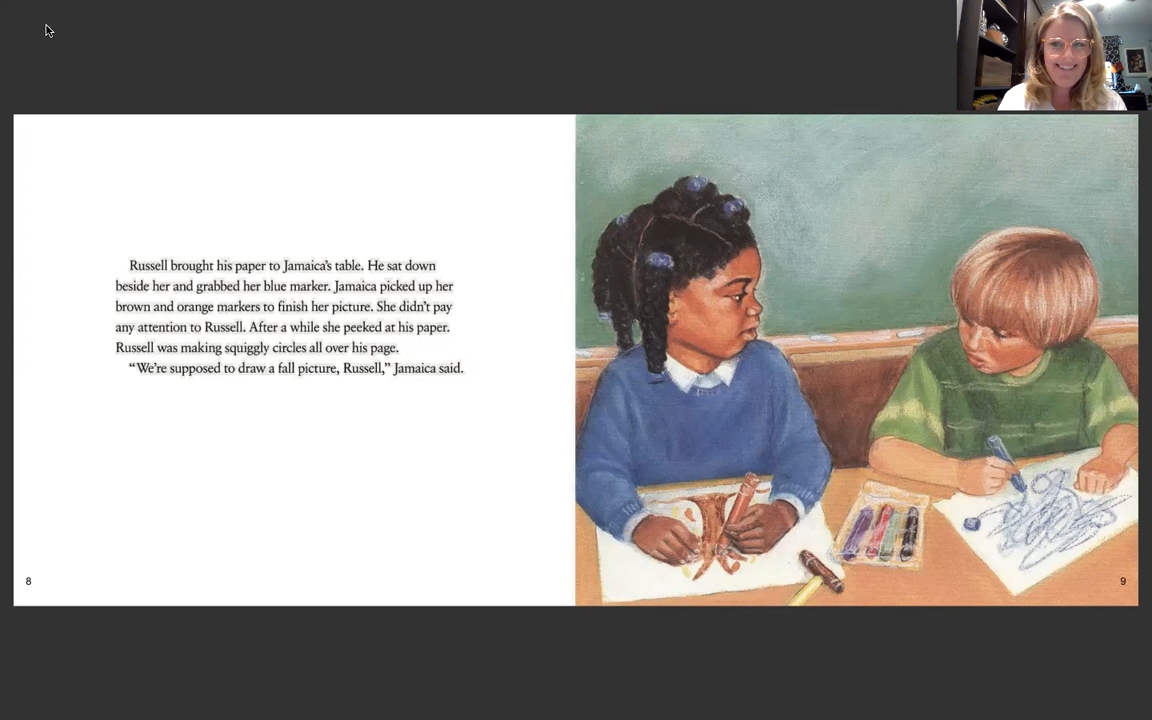 Russell brought his paper to Jamaica's table. He sat down
beside her and grabbed her blue marker. Jamaica picked up her
brown and orange markers to finish her picture. She didn't pay
any attention to Russell. After a while she peeked at his paper.
Russell was making squiggly circles all over his page.
“We're supposed to draw a fall picture, Russell,” Jamaica said.
8
9